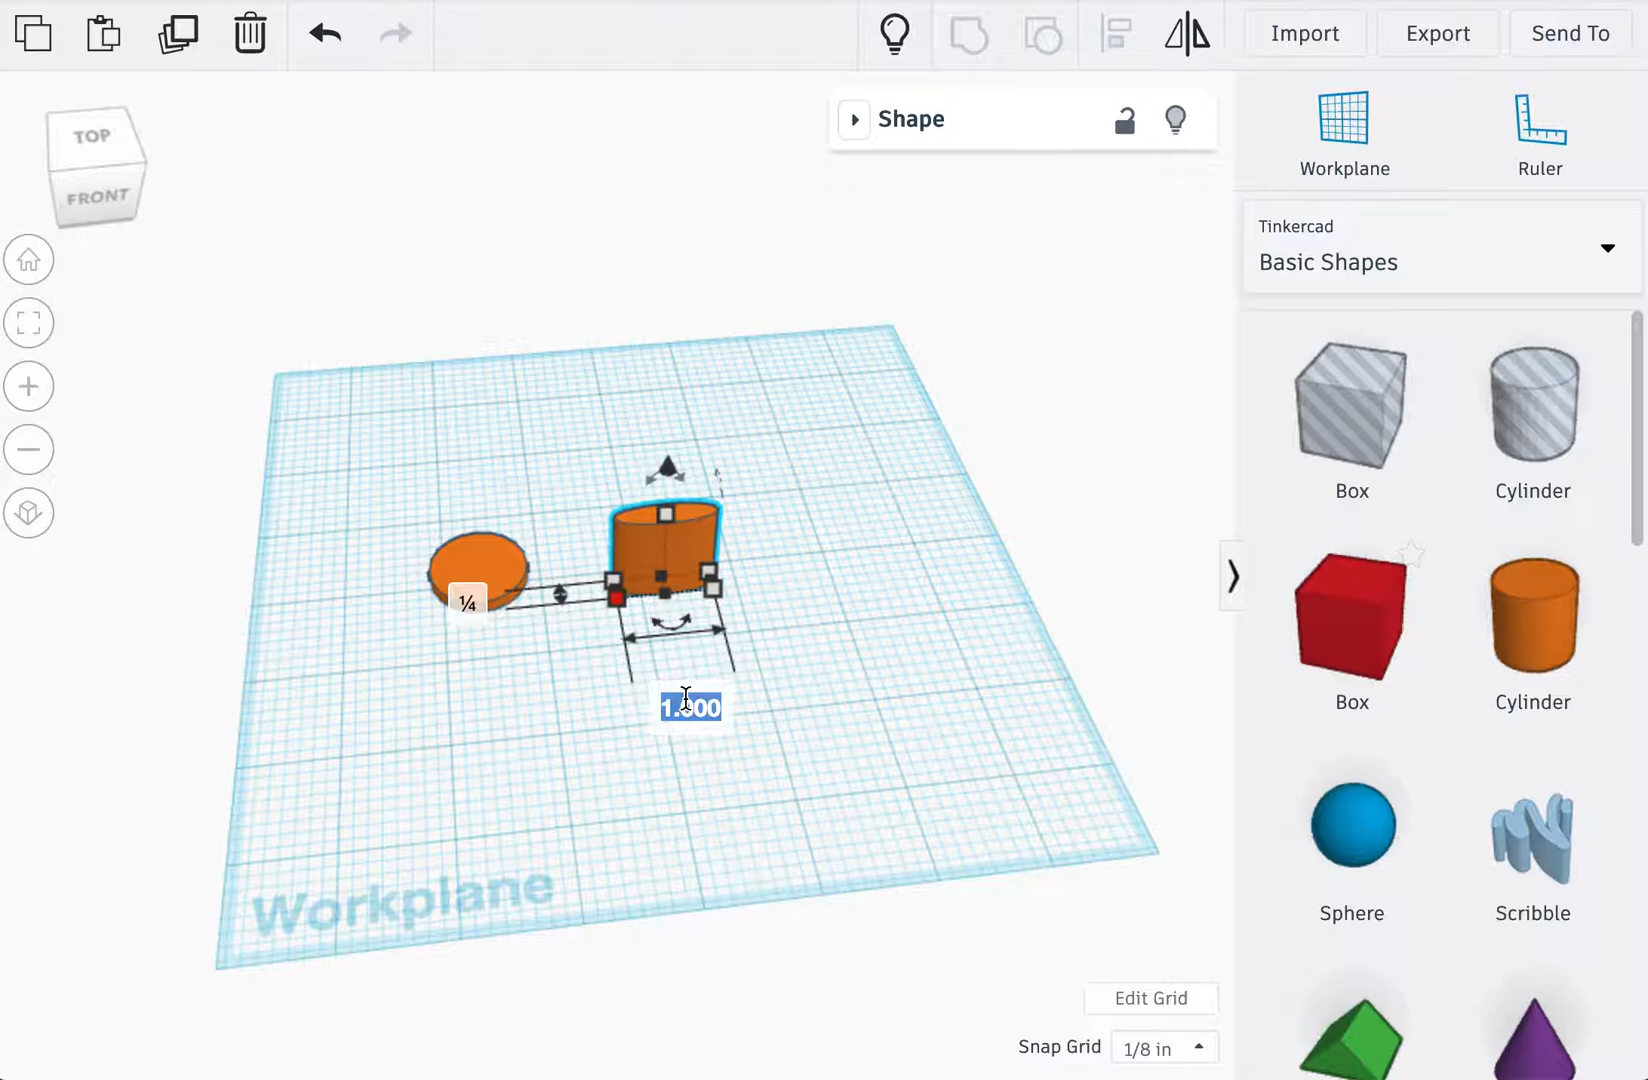 Import
Export
Send To
TOP
FRONT
Shape
Workplane
Ruler
Tinkercad
Basic Shapes
Box
Cylinder
Box
Cylinder
¼
1.000
Sphere
Scribble
Workplane
Edit Grid
Snap Grid
1/8 in